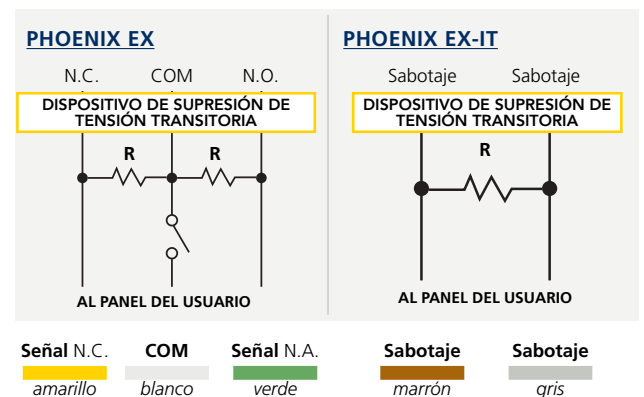 PHOENIX EX
N.C. COM N.O.
DISPOSITIVO DE SUPRESIÓN DE
TENSIÓN TRANSITORIA
R R
AL PANEL DEL USUARIO
PHOENIX EX-IT
Sabotaje Sabotaje
DISPOSITIVO DE SUPRESIÓN DE
TENSIÓN TRANSITORIA
R
AL PANEL DEL USUARIO
Señal N.C. COM Señal N.A. Sabotaje Sabotaje
amarillo blanco verde marrón gris